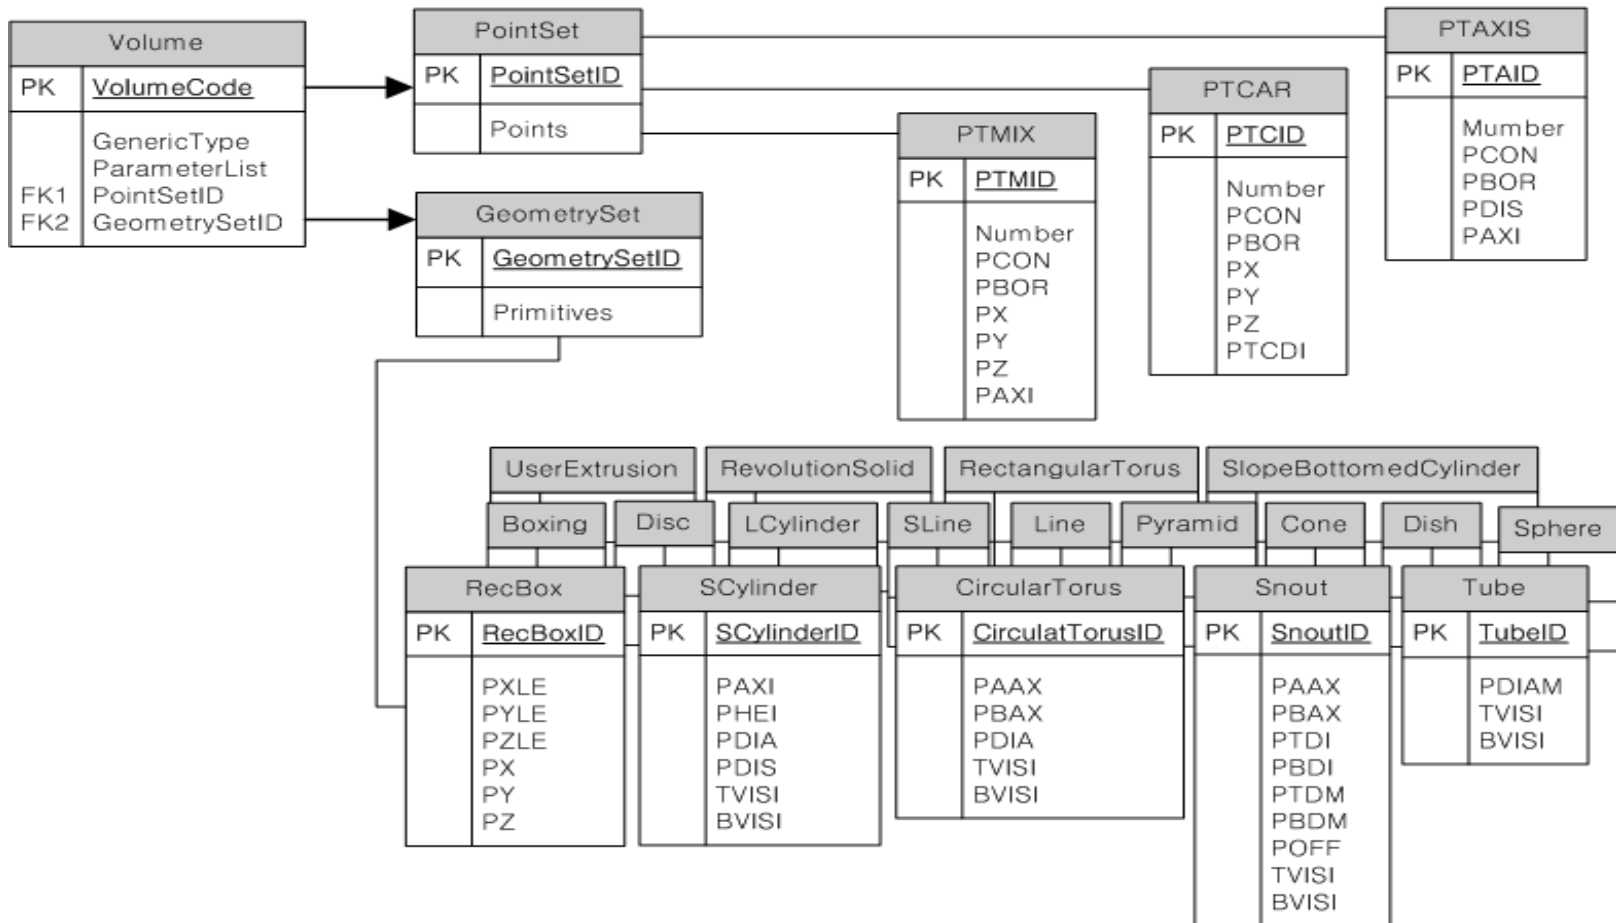 Volume
PK VolumeCode
GenericType
ParameterList
FK1 PointSetID
FK2 GeometrySetID
PointSet
PK PointSetID
Points
GeometrySet
PK GeometrySetID
Primitives
PTMIX
PK PTMID
Number
PCON
PBOR
PX
PY
PZ
PAXI
PTCAR
PK PTCID
Number
PCON
PBOR
PX
PY
PZ
PTCDI
PTAXIS
PK PTAID
Mumber
PCON
PBOR
PDIS
PAXI
UserExtrusion
RevolutionSolid
RectangularTorus
SlopeBottomedCylinder
Boxing
Disc
LCylinder
SLine
Line
Pyramid
Cone
Dish
Sphere
RecBox
PK RecBoxID
PXLE
PYLE
PZLE
PX
PY
PZ
SCylinder
PK SCylinderID
PAXI
PHEI
PDIA
PDIS
TVISI
BVISI
CircularTorus
PK CirculatTorusID
PAAX
PBAX
PDIA
TVISI
BVISI
Snout
PK SnoutID
PAAX
PBAX
PTDI
PBDI
PTDM
PBDM
POFF
TVISI
BVISI
Tube
PK TubeID
PDIAM
TVISI
BVISI